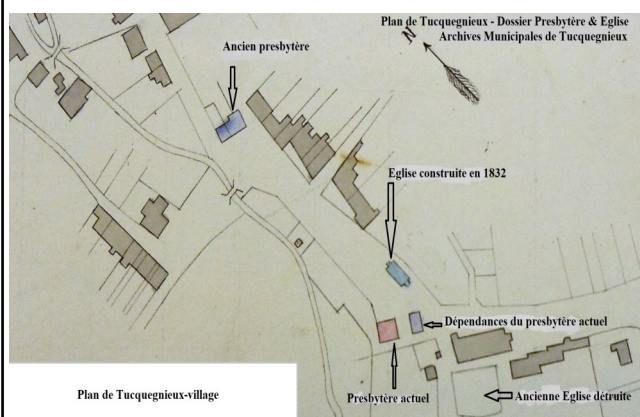 Plan de Tucquegnieux - Dossier Presbytère & Eglise
Archives Municipales de Tucquegnieux
N
Ancien presbytère
Eglise construite en 1832
Dépendances du presbytère actuel
Presbytère actuel
Ancienne Eglise détruite
Plan de Tucquegnieux-village